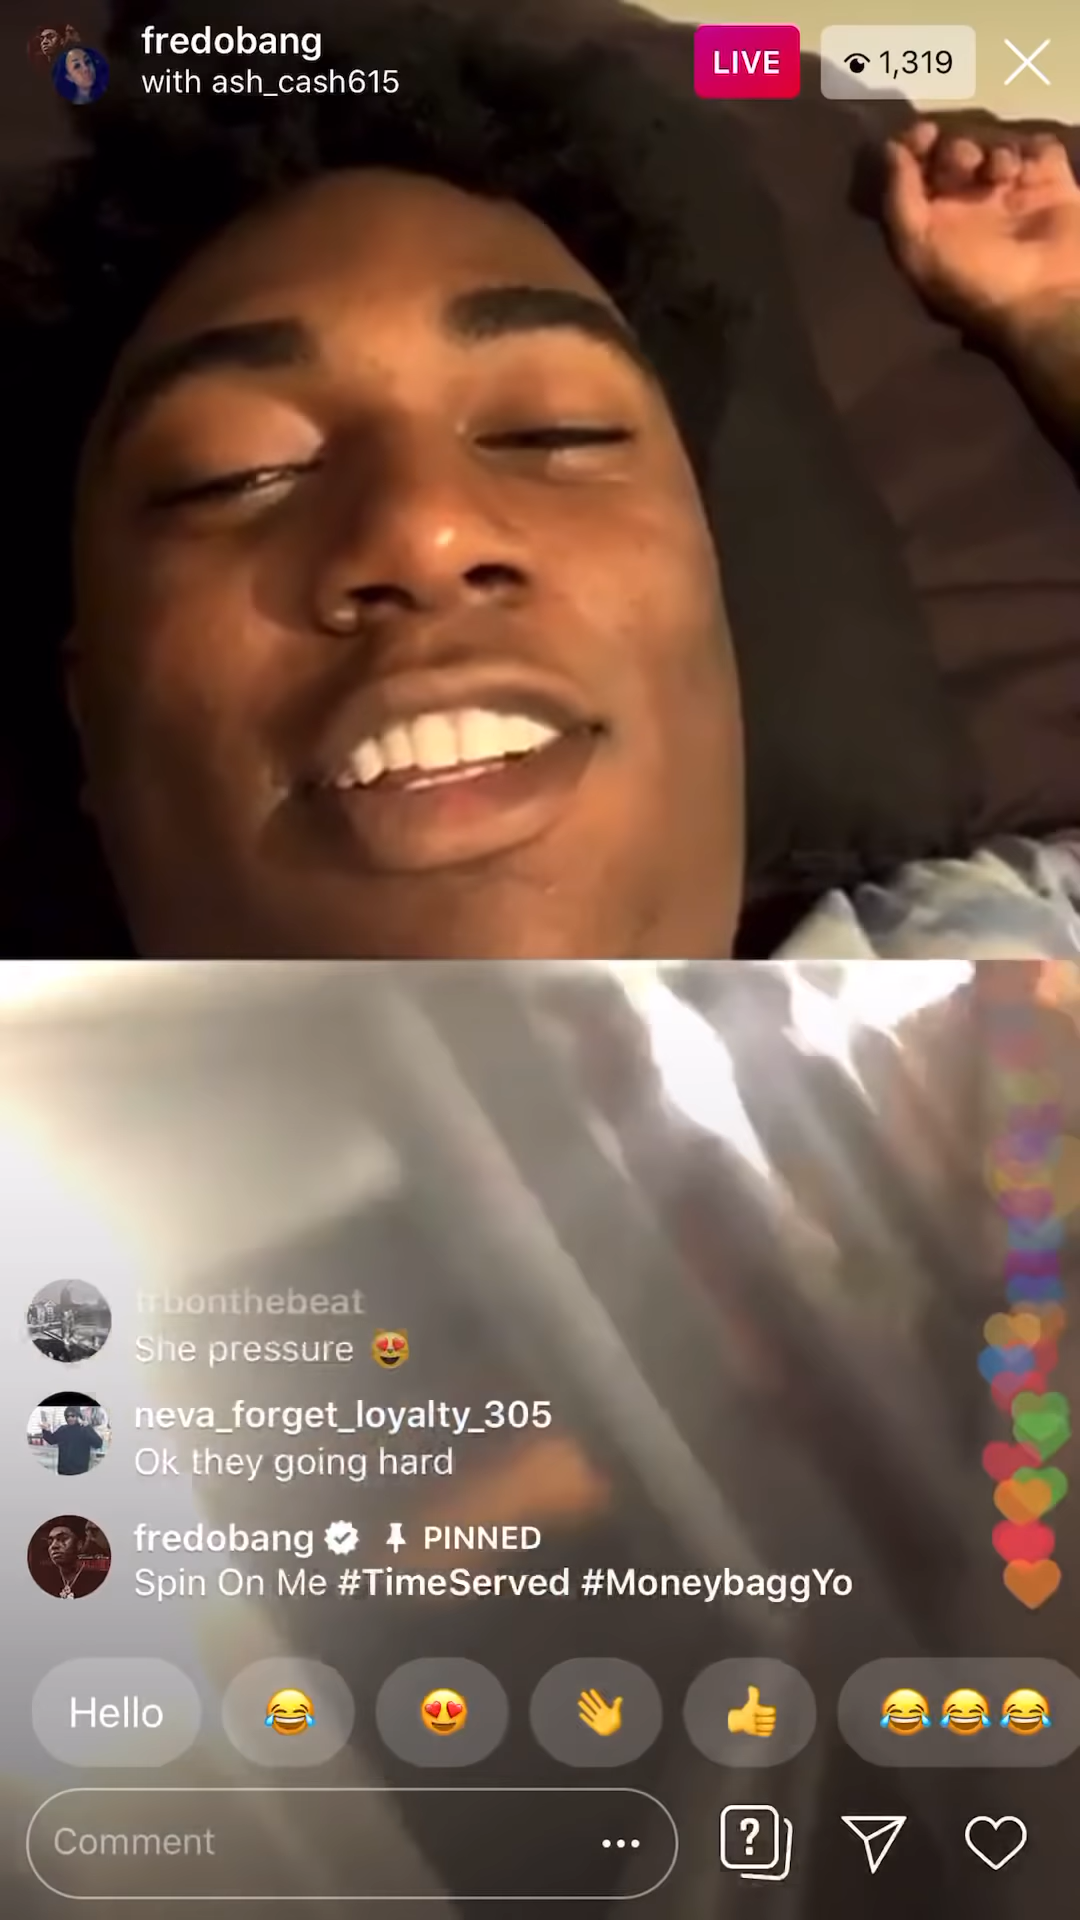 fredobang
with ash_cash615
LIVE
1,319
She pressure 😻
neva_forget_loyalty_305
Ok they going hard
fredobang PINNED
Spin On Me #TimeServed #MoneybaggYo
Hello 😂 😍 👋 👍 😂😂😂
Comment